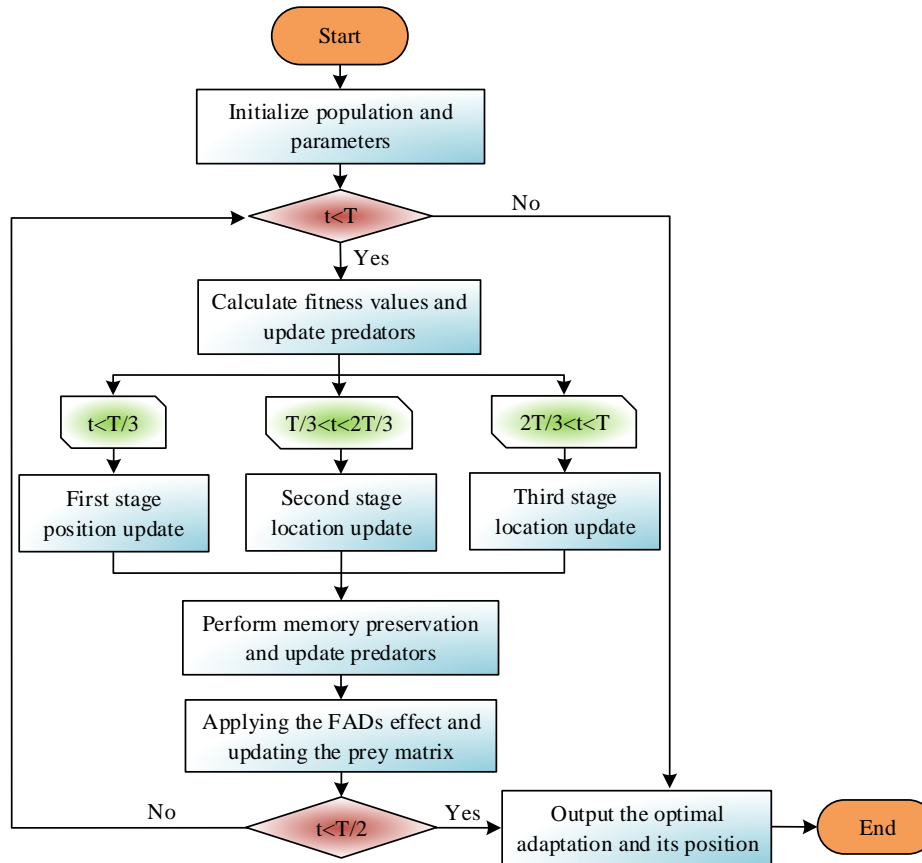 Start
Initialize population and
parameters
t<T
No
Yes
Calculate fitness values and
update predators
t<T/3
T/3<t<2T/3
2T/3<t<T
First stage
position update
Second stage
location update
Third stage
location update
Perform memory preservation
and update predators
Applying the FADs effect and
updating the prey matrix
No
t<T/2
Yes
Output the optimal
adaptation and its position
End